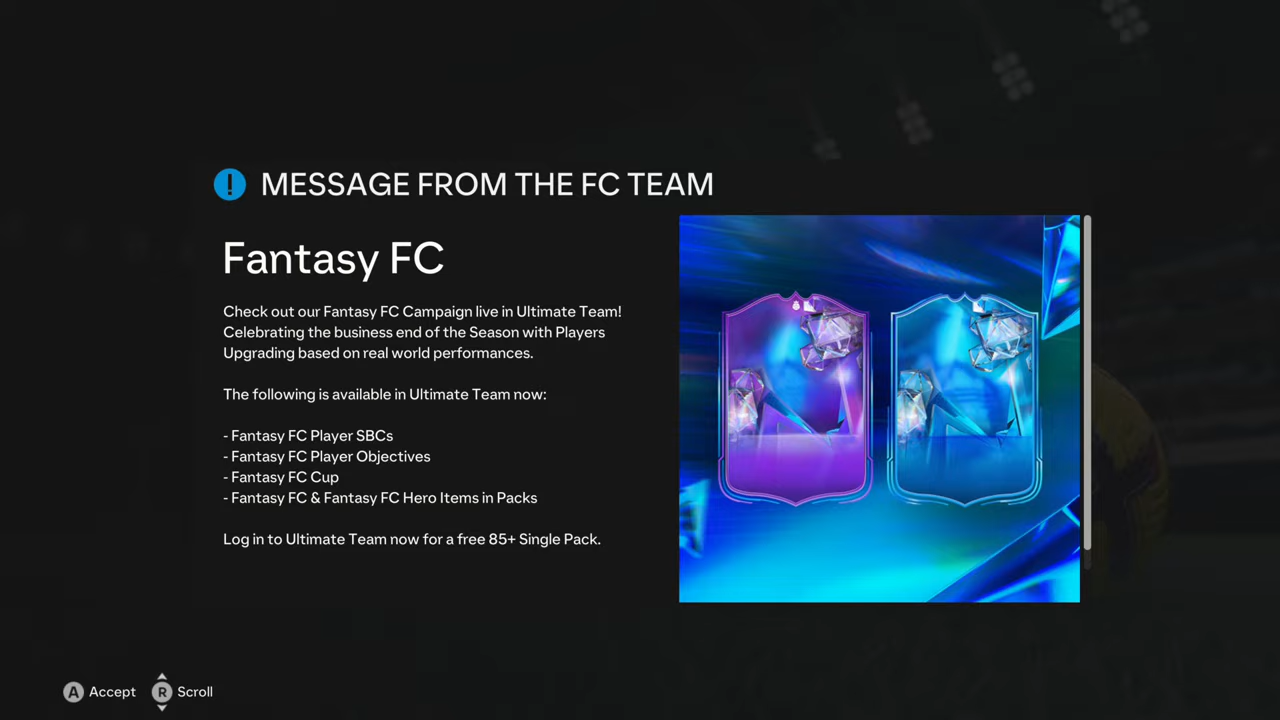 MESSAGE FROM THE FC TEAM
Fantasy FC
Check out our Fantasy FC Campaign live in Ultimate Team!
Celebrating the business end of the Season with Players
Upgrading based on real world performances.
The following is available in Ultimate Team now:
- Fantasy FC Player SBCs
- Fantasy FC Player Objectives
- Fantasy FC Cup
- Fantasy FC & Fantasy FC Hero Items in Packs
Log in to Ultimate Team now for a free 85+ Single Pack.
A Accept R Scroll